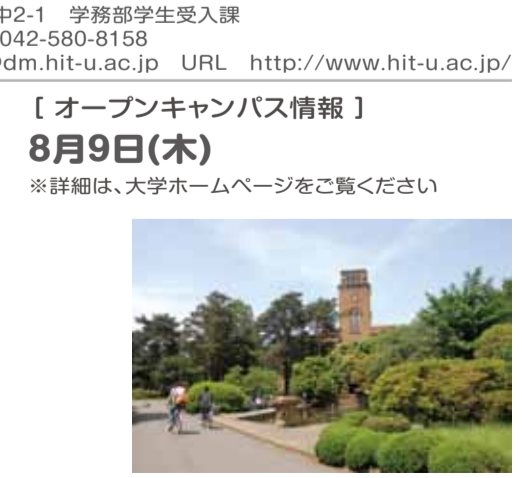 中2-1 学務部学生受入課
042-580-8158
@dm.hit-u.ac.jp URL http://www.hit-u.ac.jp/
[ オープンキャンパス情報 ]
8月9日(木)
※詳細は、大学ホームページをご覧ください